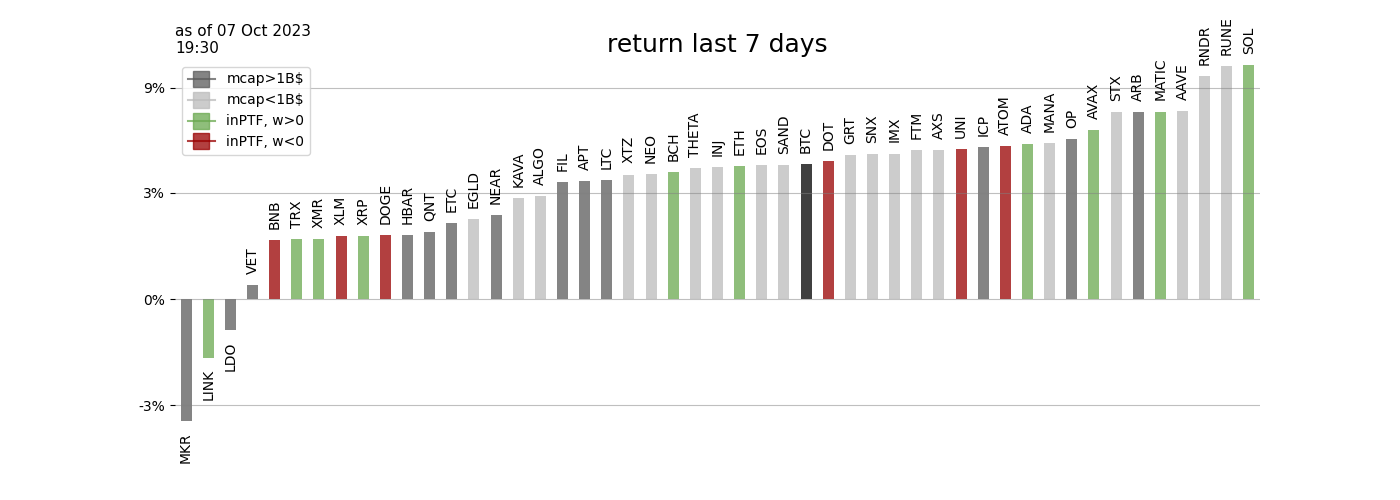 as of 07 Oct 2023
19:30
return last 7 days
mcap>1B$
mcap<1B$
inPTF, w>0
inPTF, w<0
9%
3%
0%
-3%
MKR
LINK
LDO
VET
BNB
TRX
XMR
XLM
XRP
DOGE
HBAR
QNT
ETC
EGLD
NEAR
KAVA
ALGO
FIL
APT
LTC
XTZ
NEO
BCH
THETA
INJ
ETH
EOS
SAND
BTC
DOT
GRT
SNX
IMX
FTM
AXS
UNI
ICP
ATOM
ADA
MANA
OP
AVAX
STX
ARB
MATIC
AAVE
RNDR
RUNE
SOL